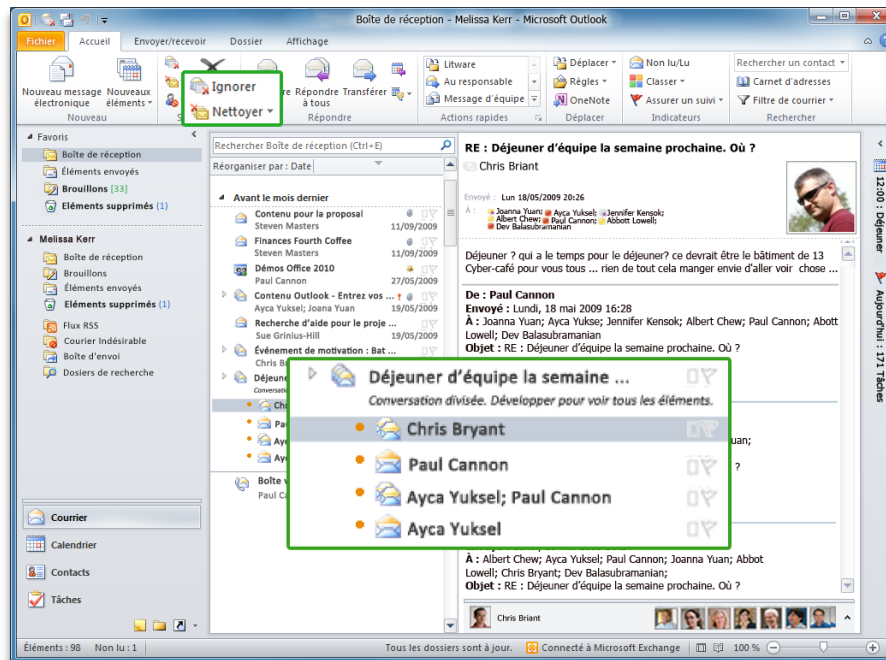 Boîte de réception - Melissa Kerr - Microsoft Outlook
Fichier Accueil Envoyer/recevoir Dossier Affichage
Nouveau message électronique
Nouveaux éléments
Nouveau
Ignorer
Nettoyer
Répondre à tous
Transférer
Répondre
Litware
Au responsable
Message d'équipe
Actions rapides
Déplacer
Règles
OneNote
Déplacer
Non lu/Lu
Classer
Assurer un suivi
Indicateurs
Rechercher un contact
Carnet d'adresses
Filtre de courrier
Rechercher
Favoris
Boîte de réception
Éléments envoyés
Brouillons [33]
Eléments supprimés (1)
Melissa Kerr
Boîte de réception
Brouillons
Éléments envoyés
Eléments supprimés (1)
Flux RSS
Courier Indésirable
Boîte d'envoi
Dosiers de recherche
Courrier
Calendrier
Contacts
Tâches
Rechercher Boîte de réception (Ctrl+E)
Réorganiser par : Date
Avant le mois dernier
Contenu pour la proposal
Steven Masters 11/09/2009
Finances Fourth Coffee
Steven Masters 11/09/2009
Démos Office 2010
Paul Cannon 27/05/2009
Contenu Outlook - Entrez vos ...
Ayca Yuksel; Joana Yuan 19/05/2009
Recherche d'aide pour le proje ...
Sue Grinius-Hill 19/05/2009
Événement de motivation : Bat ...
Déjeuner d'équipe la semaine ...
Conversation divisée. Développer pour voir tous les éléments.
Chris Bryant
Paul Cannon
Ayca Yuksel; Paul Cannon
Ayca Yuksel
RE : Déjeuner d'équipe la semaine prochaine. Où ?
Chris Briant
Envoyé : Lun 18/05/2009 20:26
À : Joanna Yuan; Ayca Yuksel; Jennifer Kensok;
Albert Chew; Paul Cannon; Abbott Lowell;
Dev Balasubramanian
Déjeuner ? qui a le temps pour le déjeuner? ce devrait être le bâtiment de 13
Cyber-café pour vous tous ... rien de tout cela manger envie d'aller voir chose ...
De : Paul Cannon
Envoyé : Lundi, 18 mai 2009 16:28
À : Joanna Yuan; Ayca Yukse; Jennifer Kensok; Albert Chew; Paul Cannon; Abott
Lowell; Dev Balasubramanian
Objet : RE : Déjeuner d'équipe la semaine prochaine. Où ?
À : Albert Chew; Ayca Yuksel; Paul Cannon; Joanna Yuan; Abbot
Lowell; Chris Bryant; Dev Balasubramanian;
Objet : RE : Déjeuner d'équipe la semaine prochaine. Où ?
Chris Briant
12:00 : Déjeuner
Aujourd'hui : 171 Tâches
Éléments : 98 Non lu : 1 Tous les dossiers sont à jour. Connecté à Microsoft Exchange 100 %